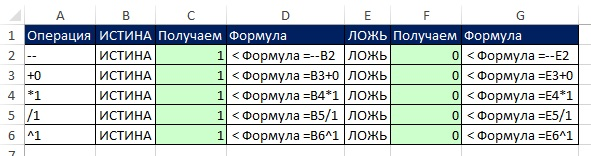 A B C D E F G
1 Операция ИСТИНА Получаем Формула ЛОЖЬ Получаем Формула
2 -- ИСТИНА 1 < Формула =--B2 ЛОЖЬ 0 < Формула =--E2
3 +0 ИСТИНА 1 < Формула =B3+0 ЛОЖЬ 0 < Формула =E3+0
4 *1 ИСТИНА 1 < Формула =B4*1 ЛОЖЬ 0 < Формула =E4*1
5 /1 ИСТИНА 1 < Формула =B5/1 ЛОЖЬ 0 < Формула =E5/1
6 ^1 ИСТИНА 1 < Формула =B6^1 ЛОЖЬ 0 < Формула =E6^1